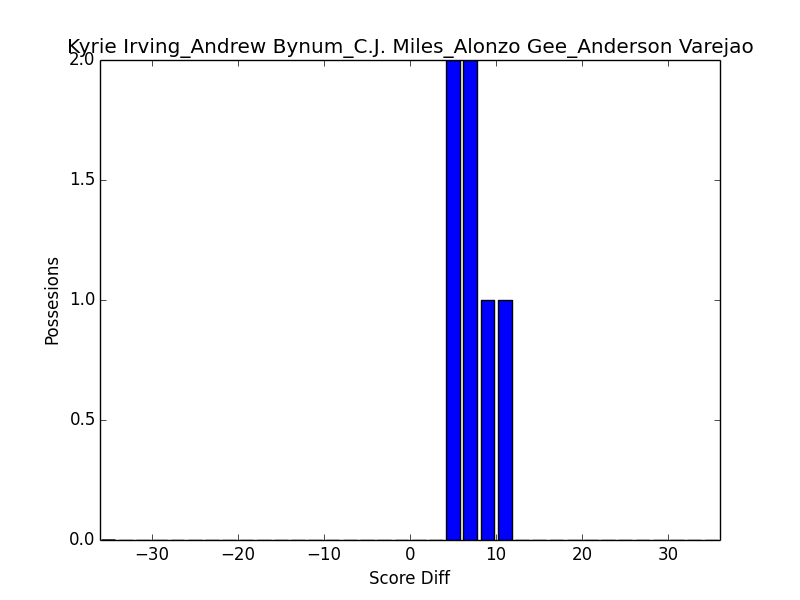 Kyrie Irving_Andrew Bynum_C.J. Miles_Alonzo Gee_Anderson Varejao
2.0
1.5
1.0
0.5
0.0
Possesions
−30 −20 −10 0 10 20 30
Score Diff